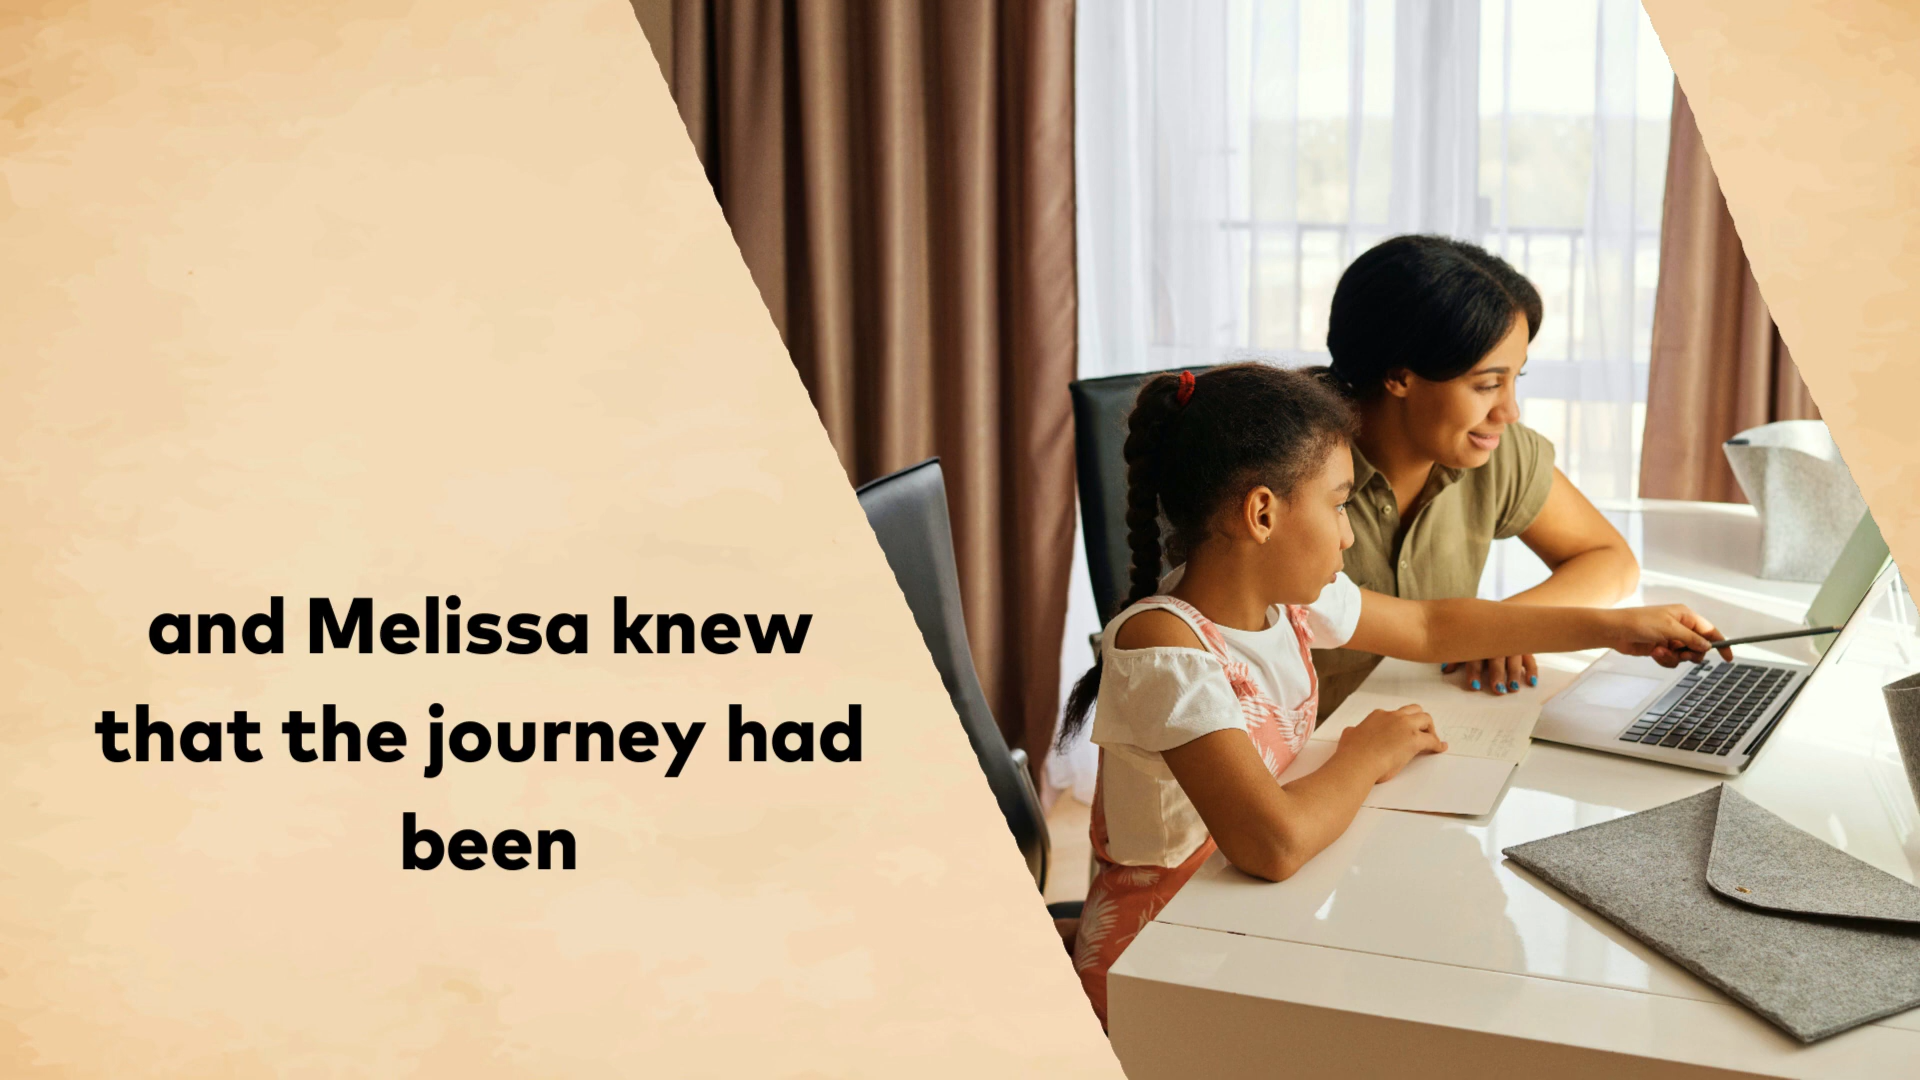 and Melissa knew
that the journey had
been